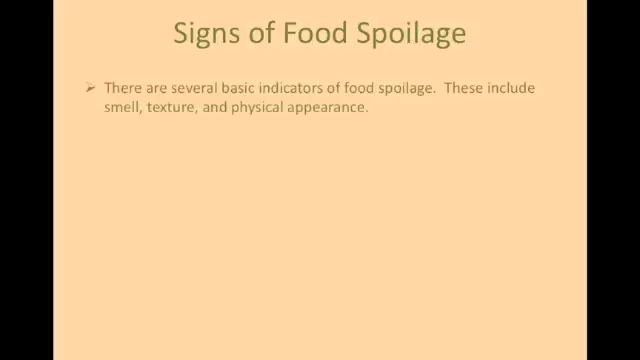 Signs of Food Spoilage
There are several basic indicators of food spoilage.  These include
smell, texture, and physical appearance.